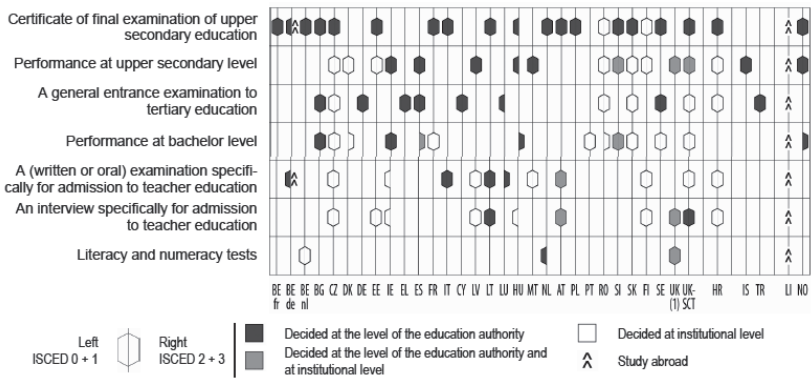 Certificate of final examination of upper
secondary education
Performance at upper secondary level
A general entrance examination to
tertiary education
Performance at bachelor level
A (written or oral) examination specifi-
cally for admission to teacher education
An interview specifically for admission
to teacher education
Literacy and numeracy tests
BE BE BE BG CZ DK DE EE IE EL ES FR IT CY LV LT LU HU MT NL AT PL PT RO SI SK FI SE UK UK- HR IS TR LI NO
fr de nl (1) SCT
Left Right
ISCED 0 + 1 ISCED 2 + 3
Decided at the level of the education authority
Decided at institutional level
Decided at the level of the education authority and
at institutional level
Study abroad